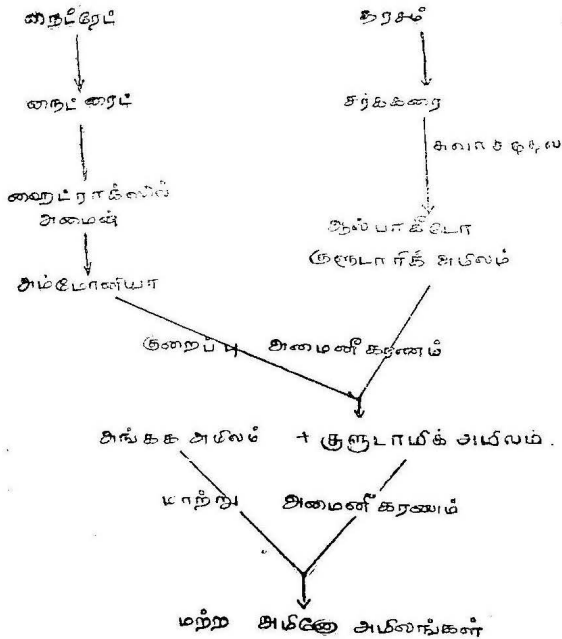 நைட்ரேட்
தரசம்
நைட்ரைட்
சர்க்கரை
சுவாசித்தல்
ஹைட்ராக்ஸில்
அமைன்
ஆல்பாகீடோ
குளுடாரிக் அமிலம்
அம்மோனியா
குறைப்பு அமைனீகரணம்
அங்கக அமிலம் + குளுடாமிக் அமிலம்.
மாற்று அமைனீகரணம்
மற்ற அமினோ அமிலங்கள்